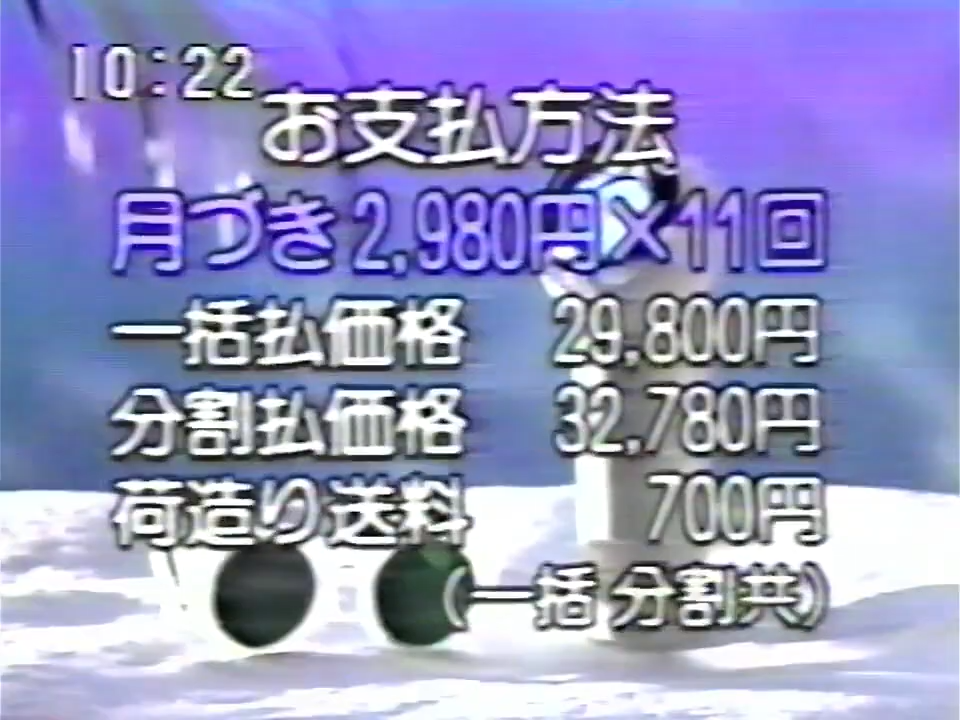 10:22
お支払方法
月づき2,980円×11回
一括払価格 29,800円
分割払価格 32,780円
荷造り送料 700円
(一括 分割共)